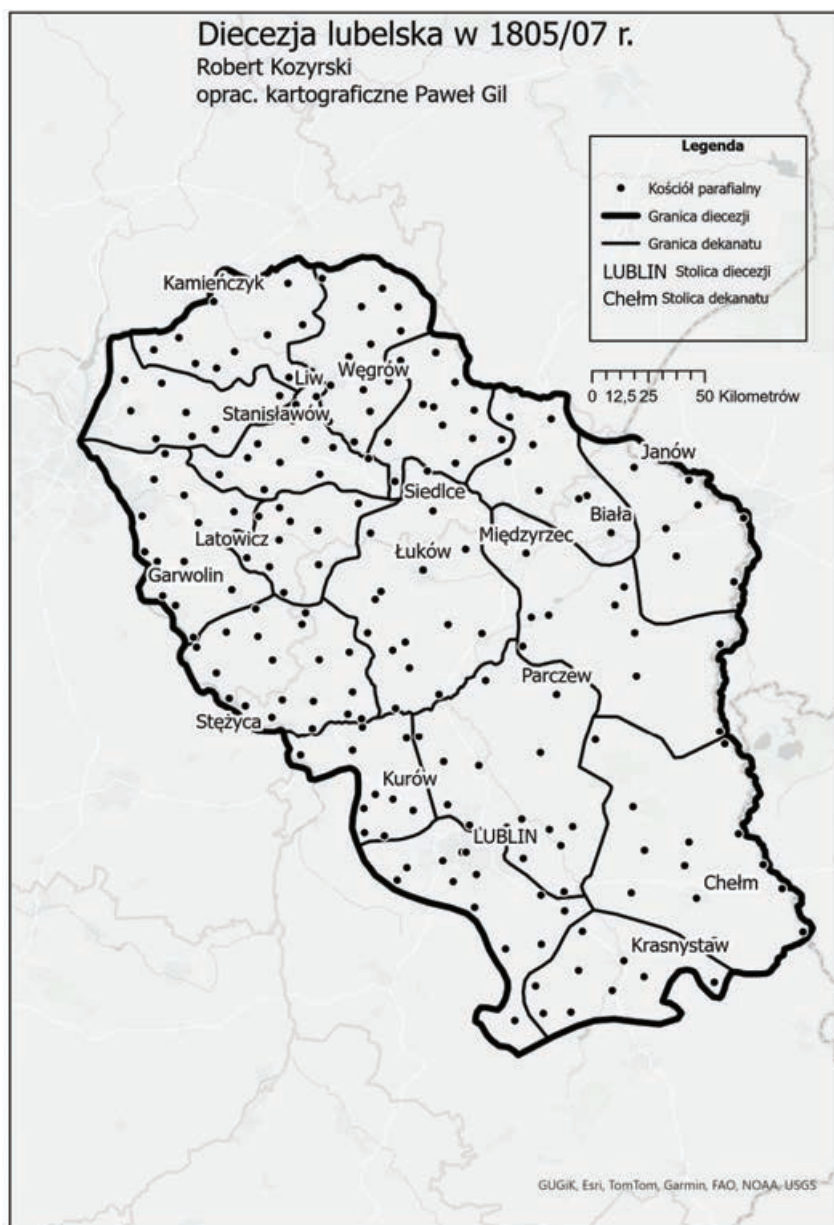 Diecezja lubelska w 1805/07 r.
Robert Kozyrski
oprac. kartograficzne Paweł Gil
Legenda
Kościół parafialny
Granica diecezji
Granica dekanatu
LUBLIN Stolica diecezji
Chełm Stolica dekanatu
0 12,5 25 50 Kilometrów
Kamieńczyk
Liw
Węgrów
Stanisławów
Janów
Siedlce
Biała
Międzyrzec
Latowicz
Łuków
Garwolin
Parczew
Stężyca
Kurów
LUBLIN
Chełm
Krasnystaw
GUGiK, Esri, TomTom, Garmin, FAO, NOAA, USGS